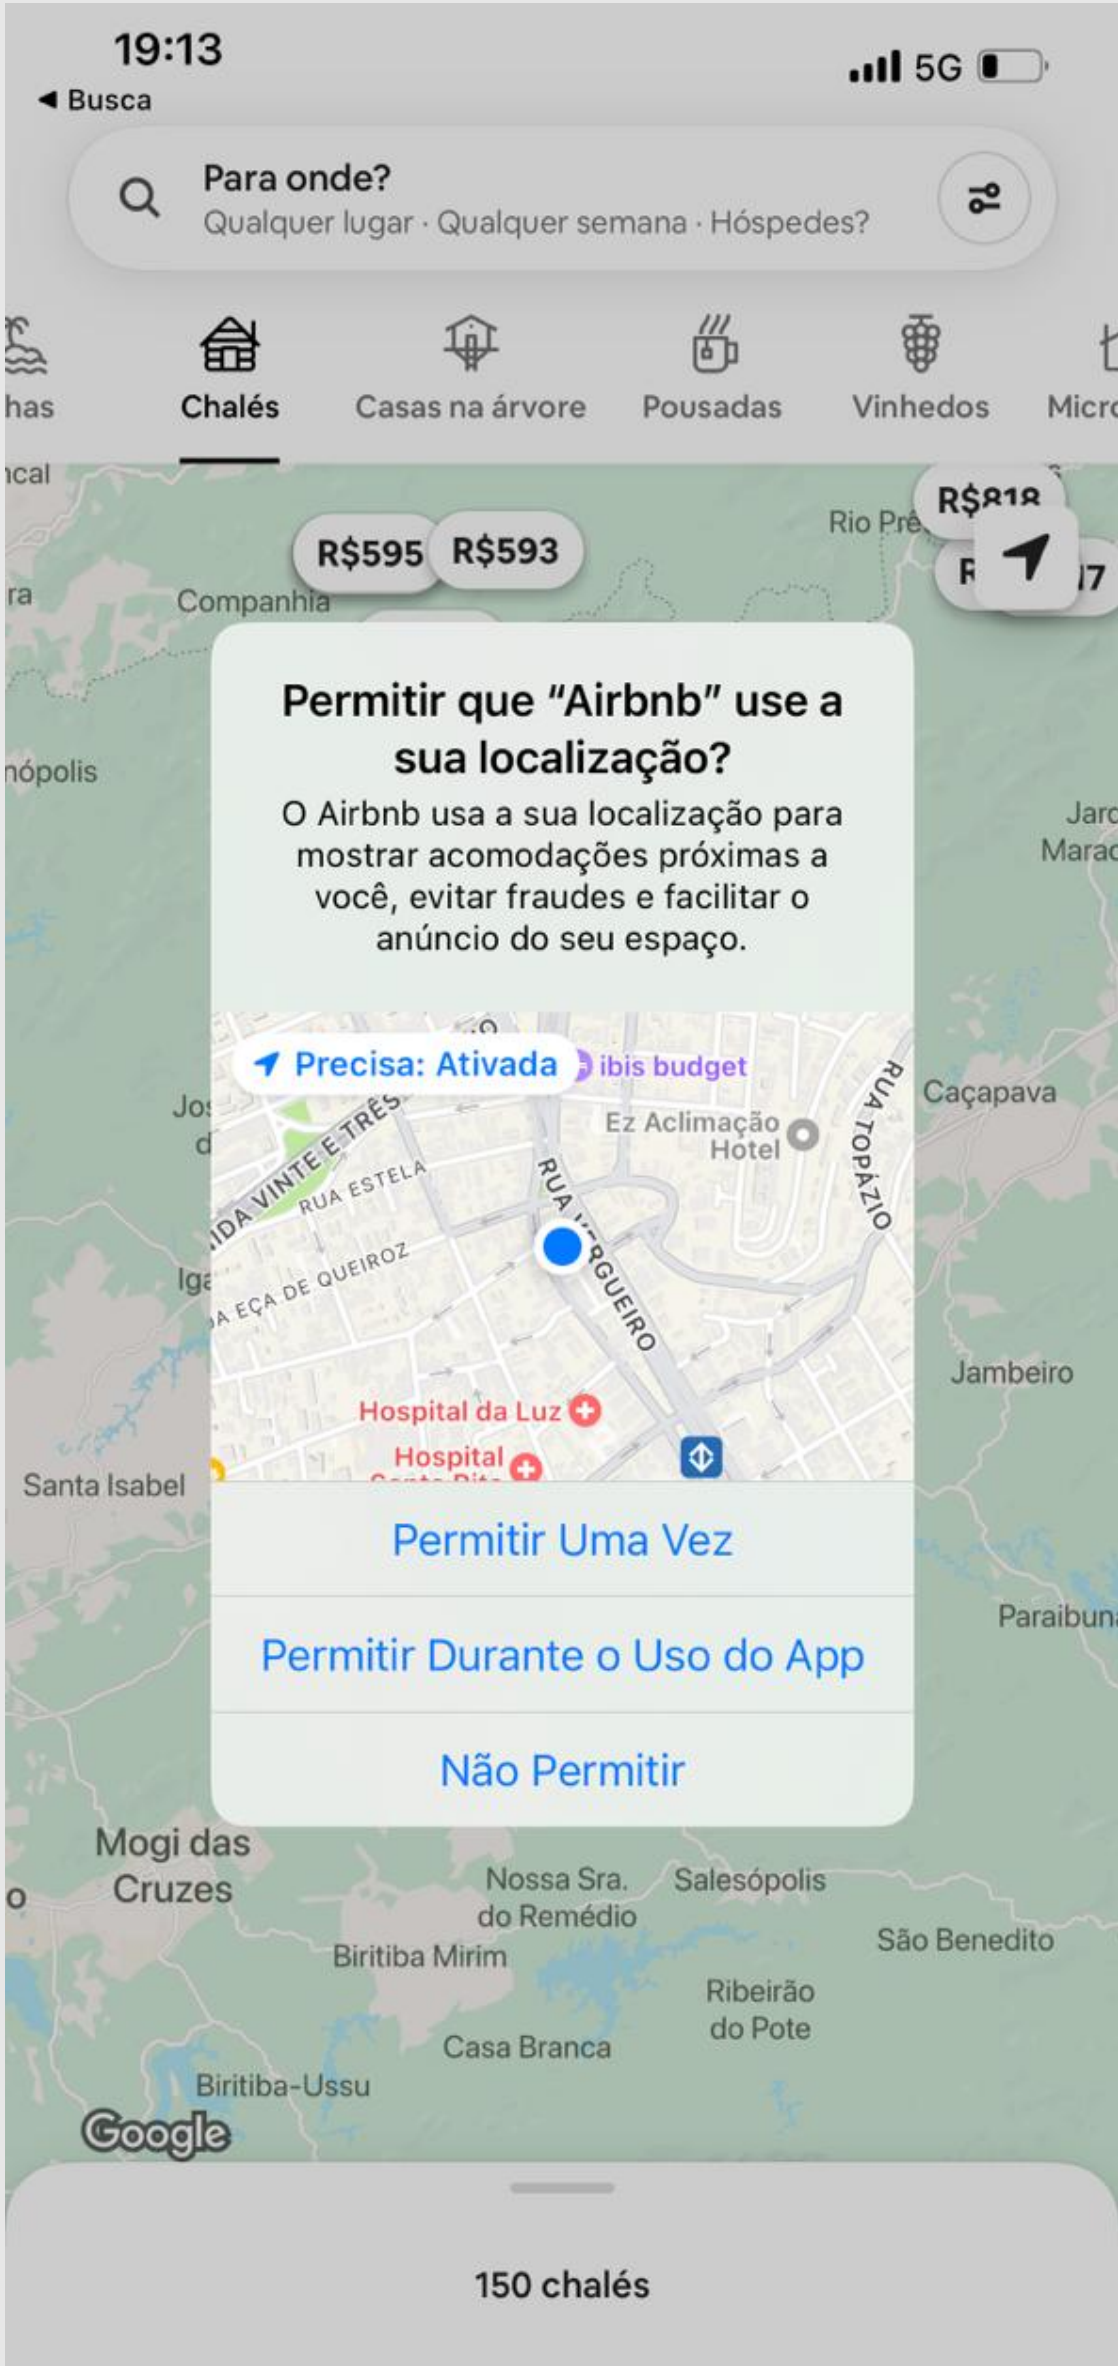 19:13
5G
Busca
Para onde?
Qualquer lugar · Qualquer semana · Hóspedes?
Chalés
Casas na árvore
Pousadas
Vinhedos
R$595
R$593
R$818
Companhia
Permitir que “Airbnb” use a
sua localização?
O Airbnb usa a sua localização para
mostrar acomodações próximas a
você, evitar fraudes e facilitar o
anúncio do seu espaço.
Precisa: Ativada
ibis budget
Ez Aclimação
Hotel
RUA TOPÁZIO
Caçapava
VINTE E TRÊS
RUA ESTELA
RUA VERGUEIRO
EÇA DE QUEIROZ
Jambeiro
Hospital da Luz
Hospital
Santa Isabel
Permitir Uma Vez
Permitir Durante o Uso do App
Não Permitir
Mogi das
Cruzes
Nossa Sra.
do Remédio
Salesópolis
São Benedito
Biritiba Mirim
Ribeirão
do Pote
Casa Branca
Biritiba-Ussu
Google
150 chalés